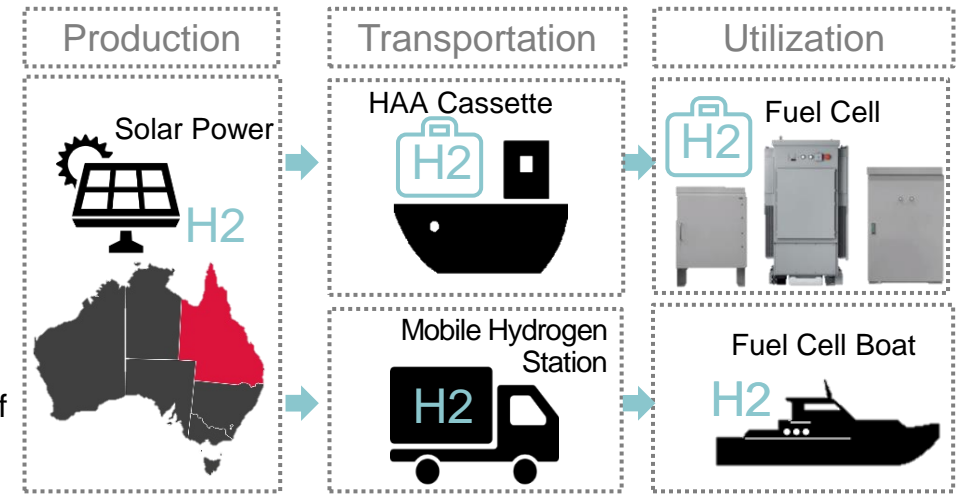 Production
Transportation
Utilization
Solar Power
H2
HAA Cassette
H2
H2
Fuel Cell
Mobile Hydrogen
Station
H2
Fuel Cell Boat
H2
f